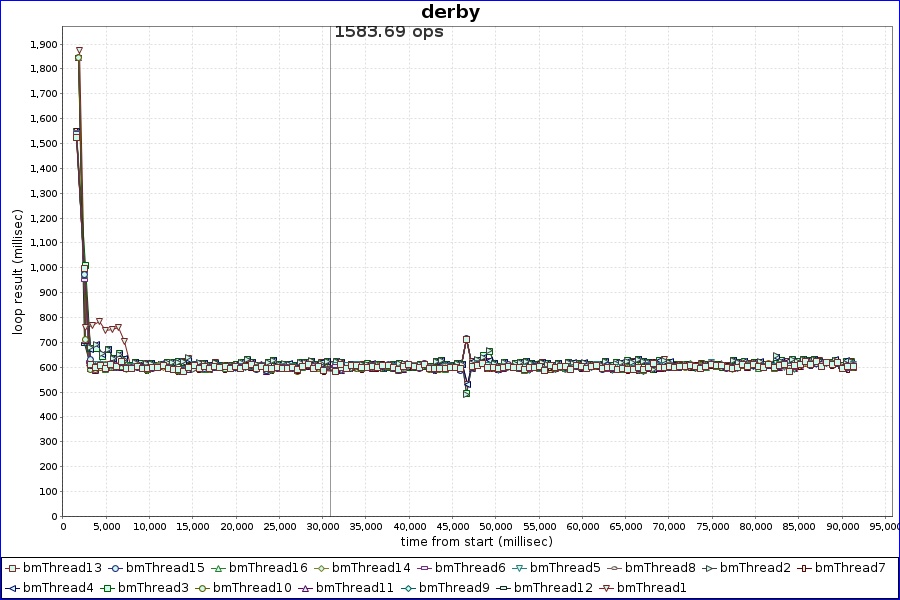 derby
1583.69 ops
loop result (millisec)
1,900
1,800
1,700
1,600
1,500
1,400
1,300
1,200
1,100
1,000
900
800
700
600
500
400
300
200
100
0
0 5,000 10,000 15,000 20,000 25,000 30,000 35,000 40,000 45,000 50,000 55,000 60,000 65,000 70,000 75,000 80,000 85,000 90,000 95,000
time from start (millisec)
bmThread13 bmThread15 bmThread16 bmThread14 bmThread6 bmThread5 bmThread8 bmThread2 bmThread7
bmThread4 bmThread3 bmThread10 bmThread11 bmThread9 bmThread12 bmThread1